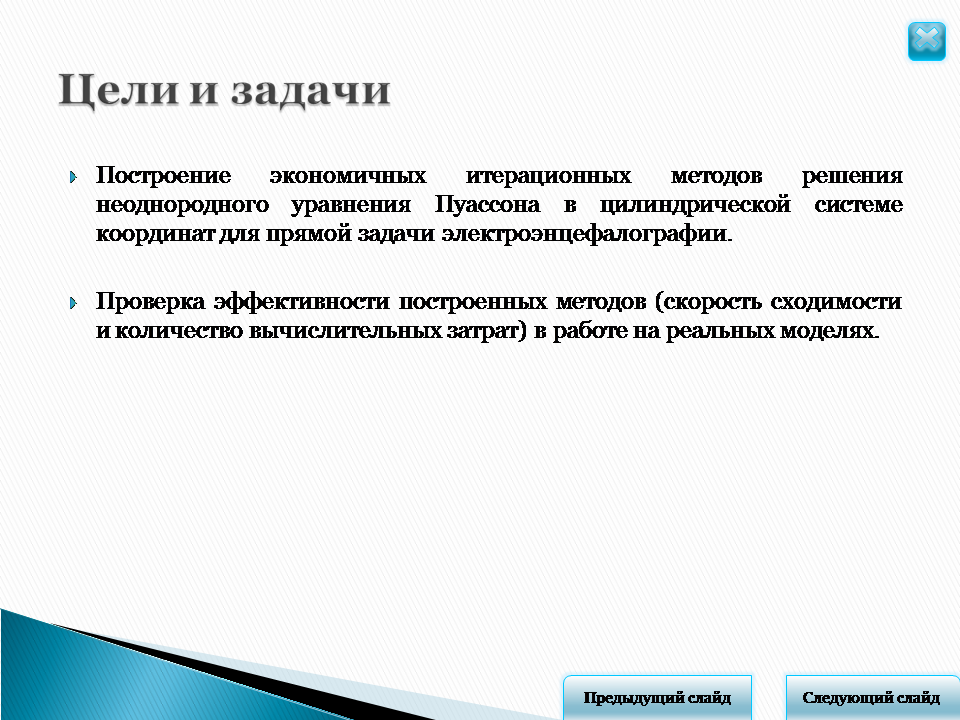 Цели и задачи
Построение экономичных итерационных методов решения
неоднородного уравнения Пуассона в цилиндрической системе
координат для прямой задачи электроэнцефалографии.
Проверка эффективности построенных методов (скорость сходимости
и количество вычислительных затрат) в работе на реальных моделях.
Предыдущий слайд
Следующий слайд